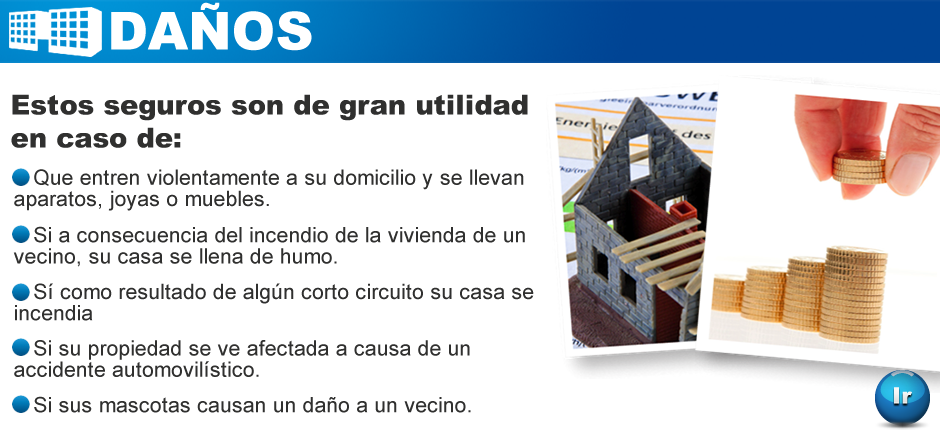 DAÑOS
Estos seguros son de gran utilidad
en caso de:
Que entren violentamente a su domicilio y se llevan
aparatos, joyas o muebles.
Si a consecuencia del incendio de la vivienda de un
vecino, su casa se llena de humo.
Sí como resultado de algún corto circuito su casa se
incendia
Si su propiedad se ve afectada a causa de un
accidente automovilístico.
Si sus mascotas causan un daño a un vecino.
Ir